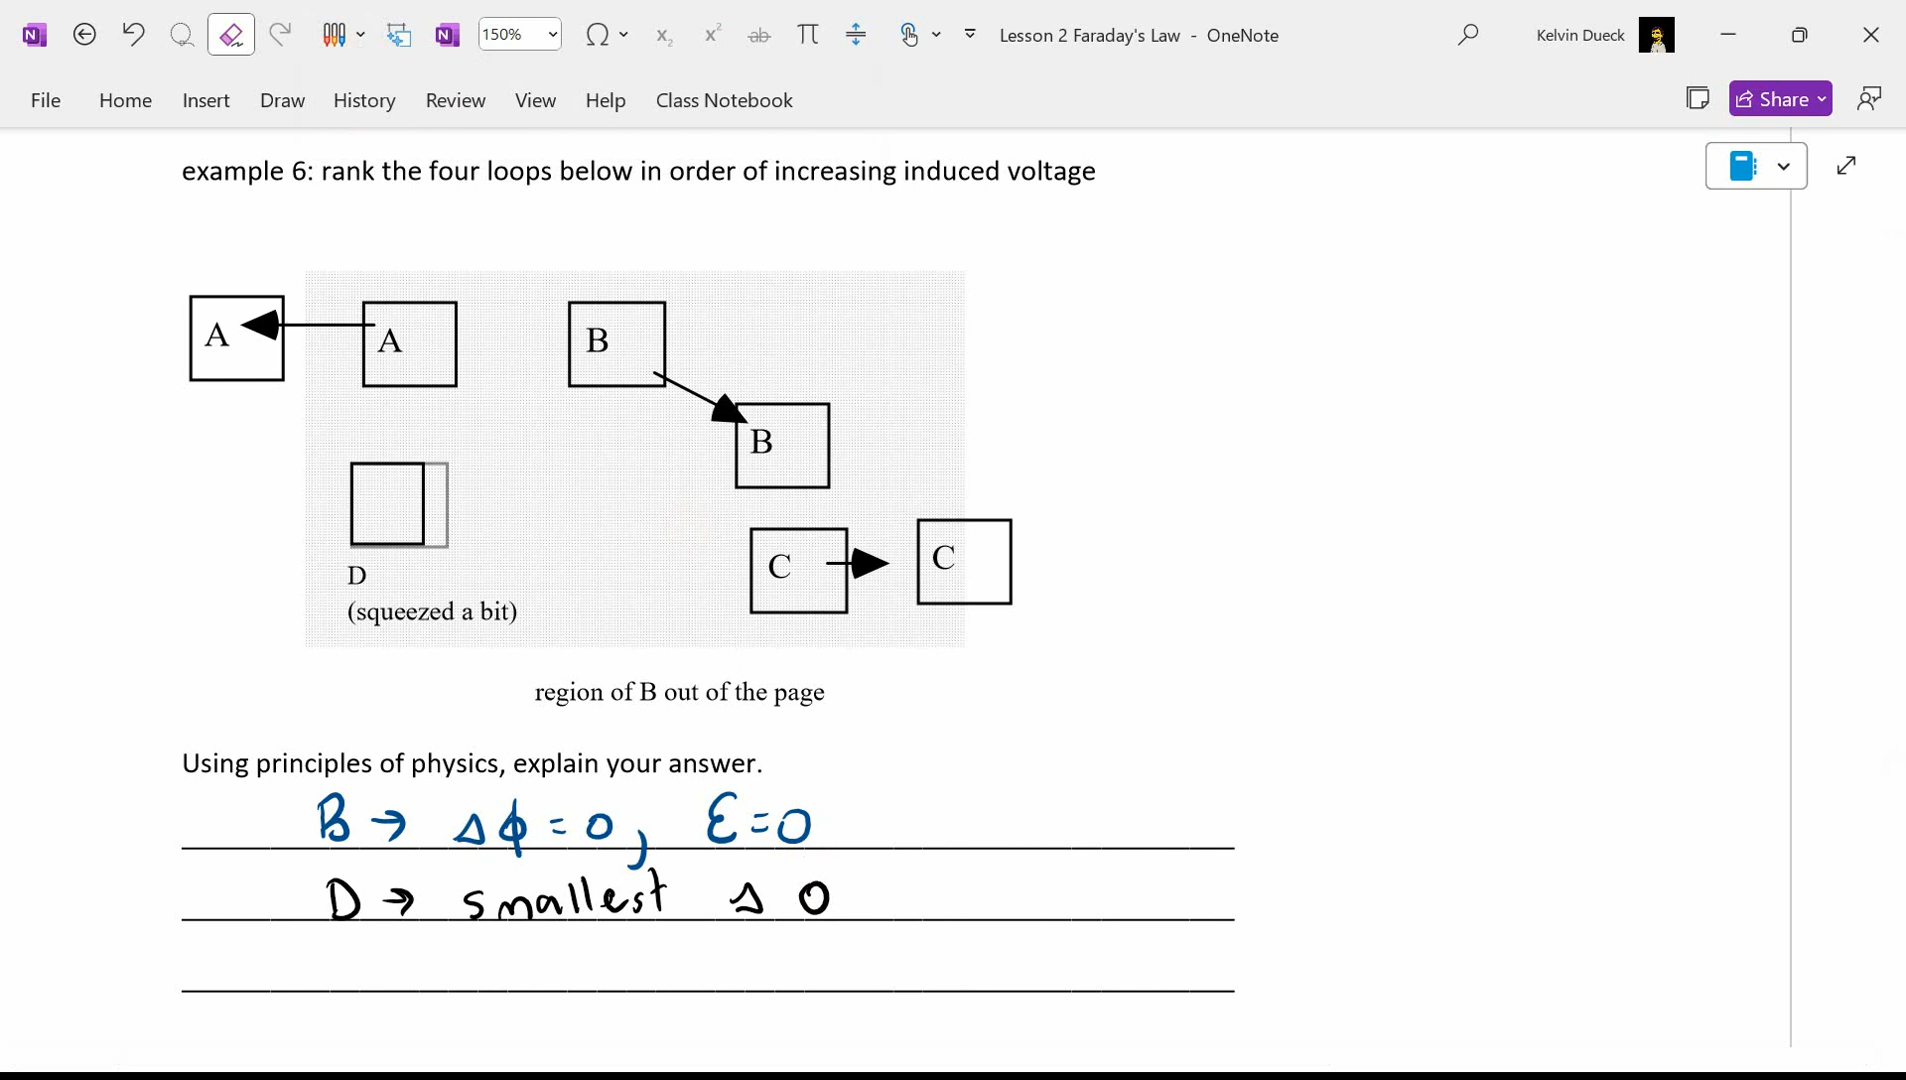 150%
Lesson 2 Faraday's Law - OneNote
Kelvin Dueck
File Home Insert Draw History Review View Help Class Notebook
Share
example 6: rank the four loops below in order of increasing induced voltage
A A B
B
C C
D
(squeezed a bit)
region of B out of the page
Using principles of physics, explain your answer.
B → Δϕ = 0, ε = 0
D → smallest Δ O